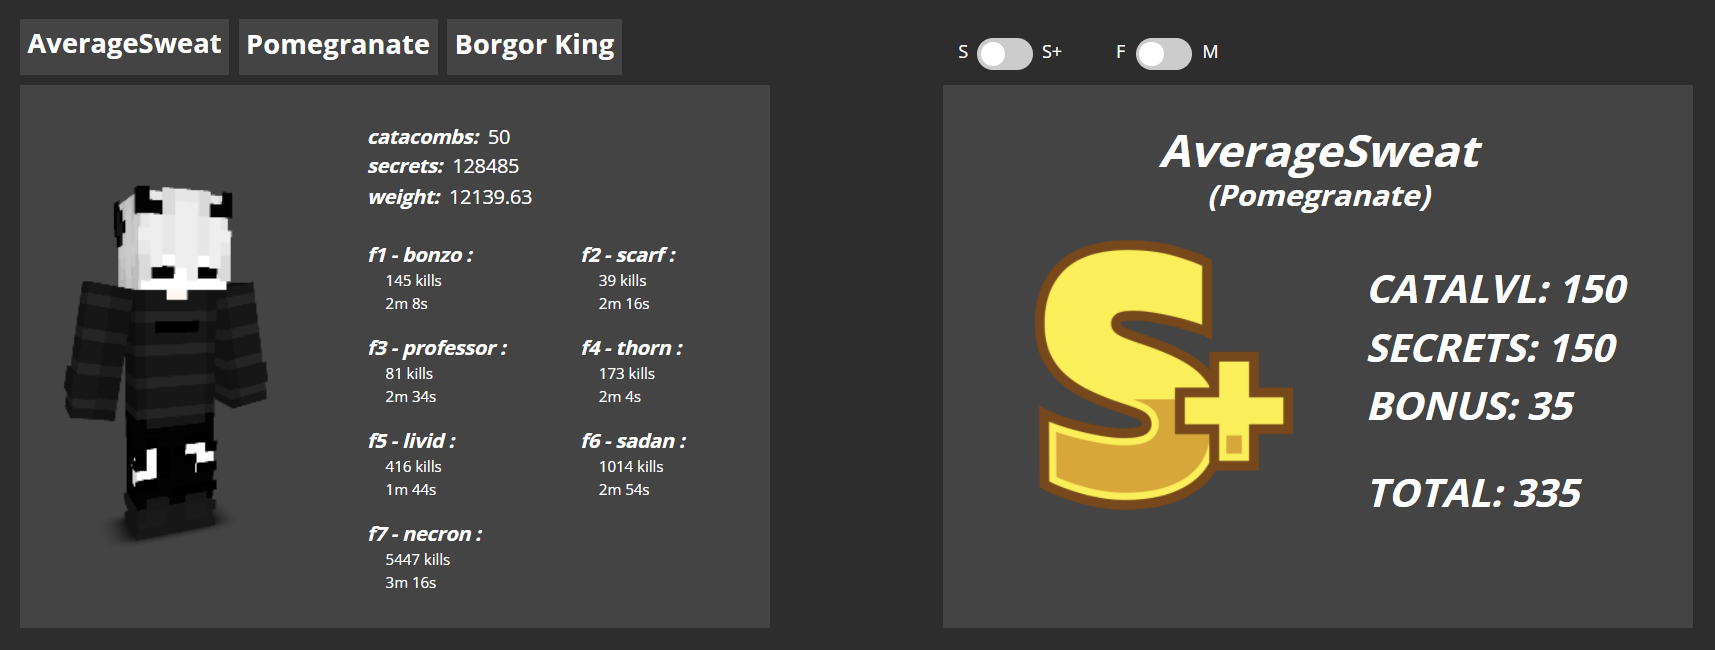 AverageSweat Pomegranate Borgor King
catacombs: 50
secrets: 128485
weight: 12139.63
f1 - bonzo : f2 - scarf :
145 kills 39 kills
2m 8s 2m 16s
f3 - professor : f4 - thorn :
81 kills 173 kills
2m 34s 2m 4s
f5 - livid : f6 - sadan :
416 kills 1014 kills
1m 44s 2m 54s
f7 - necron :
5447 kills
3m 16s
S S+ F M
AverageSweat
(Pomegranate)
S+
CATALVL: 150
SECRETS: 150
BONUS: 35
TOTAL: 335